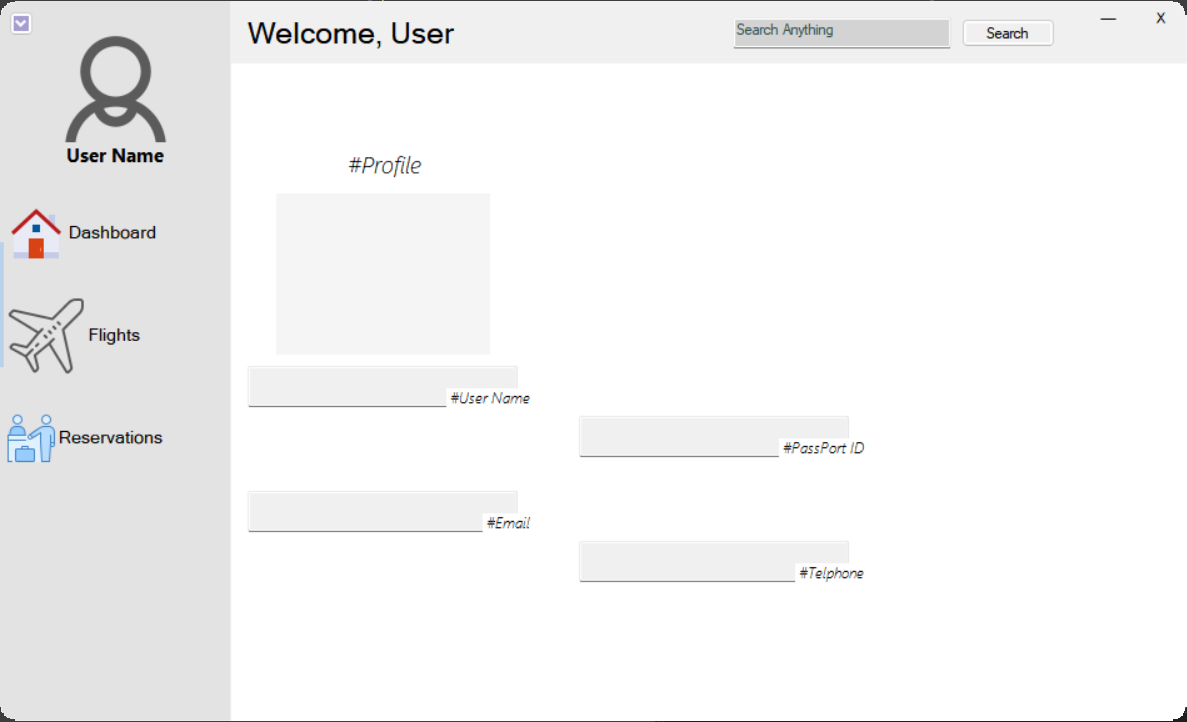 Welcome, User
Search Anything
Search
X
User Name
Dashboard
Flights
Reservations
#Profile
#User Name
#PassPort ID
#Email
#Telphone